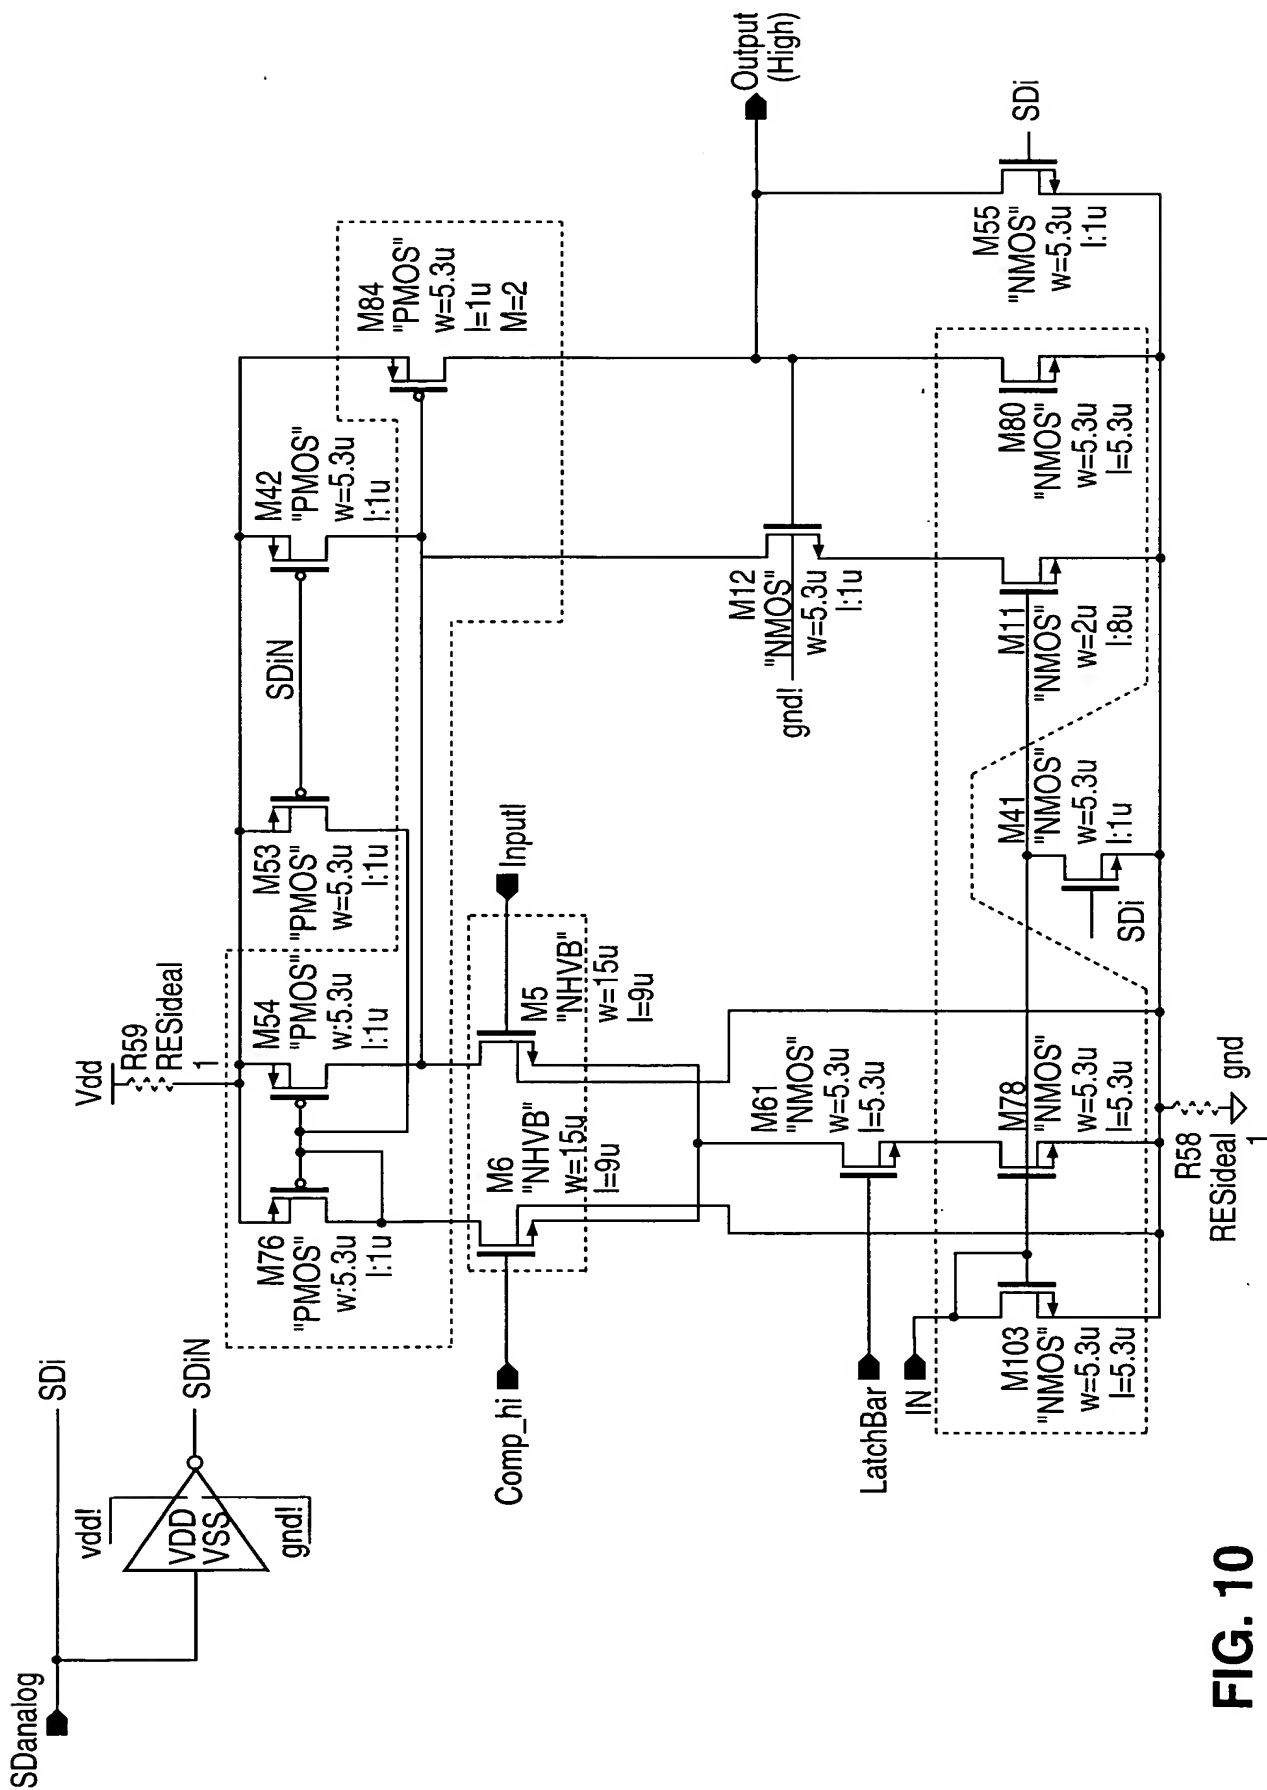 SDanalog
SDi
SDiN
vdd!
VDD
VSS
gnd!
Vdd
R59
RESideal
1
M76
"PMOS"
w:5.3u
l:1u
M54
"PMOS"
w:5.3u
l:1u
M53
"PMOS"
w=5.3u
l:1u
SDiN
M42
"PMOS"
w=5.3u
l:1u
M84
"PMOS"
w=5.3u
l=1u
M=2
Comp_hi
M6
"NHVB"
w=15u
l=9u
M5
"NHVB"
w=15u
l=9u
InputI
Output
(High)
M12
"NMOS"
w=5.3u
l:1u
gnd!
LatchBar
M61
"NMOS"
w=5.3u
l=5.3u
IN
M103
"NMOS"
w=5.3u
l=5.3u
M78
"NMOS"
w=5.3u
l=5.3u
M41
"NMOS"
w=5.3u
l:1u
SDi
M11
"NMOS"
w=2u
l:8u
M80
"NMOS"
w=5.3u
l=5.3u
M55
"NMOS"
w=5.3u
l:1u
SDi
R58
RESideal
1
gnd
FIG. 10